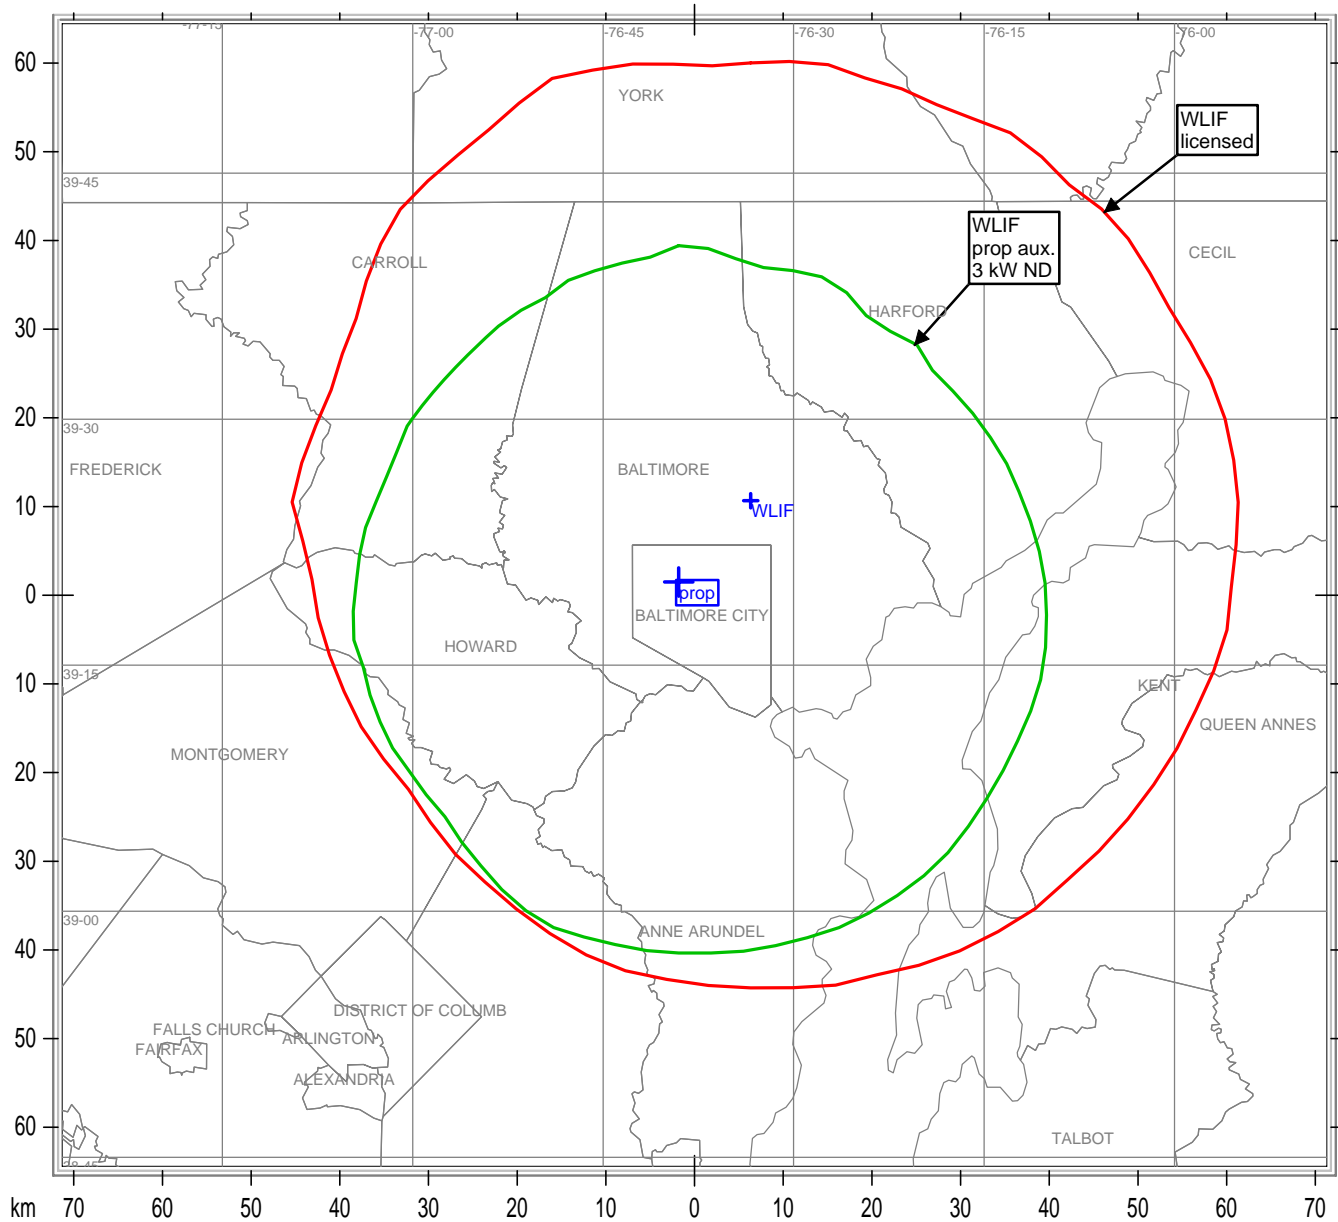 -77-15
-77-00
-76-45
-76-30
-76-15
-76-00
60
YORK
WLIF
licensed
50
39-45
40
WLIF
prop aux.
3 kW ND
CARROLL
CECIL
30
HARFORD
20
39-30
FREDERICK
BALTIMORE
10
WLIF
0
prop
BALTIMORE CITY
HOWARD
39-15
10
KENT
QUEEN ANNES
MONTGOMERY
20
30
39-00
ANNE ARUNDEL
40
DISTRICT OF COLUMB
FALLS CHURCH
ARLINGTON
50
FAIRFAX
ALEXANDRIA
60
TALBOT
38-45
km 70 60 50 40 30 20 10 0 10 20 30 40 50 60 70